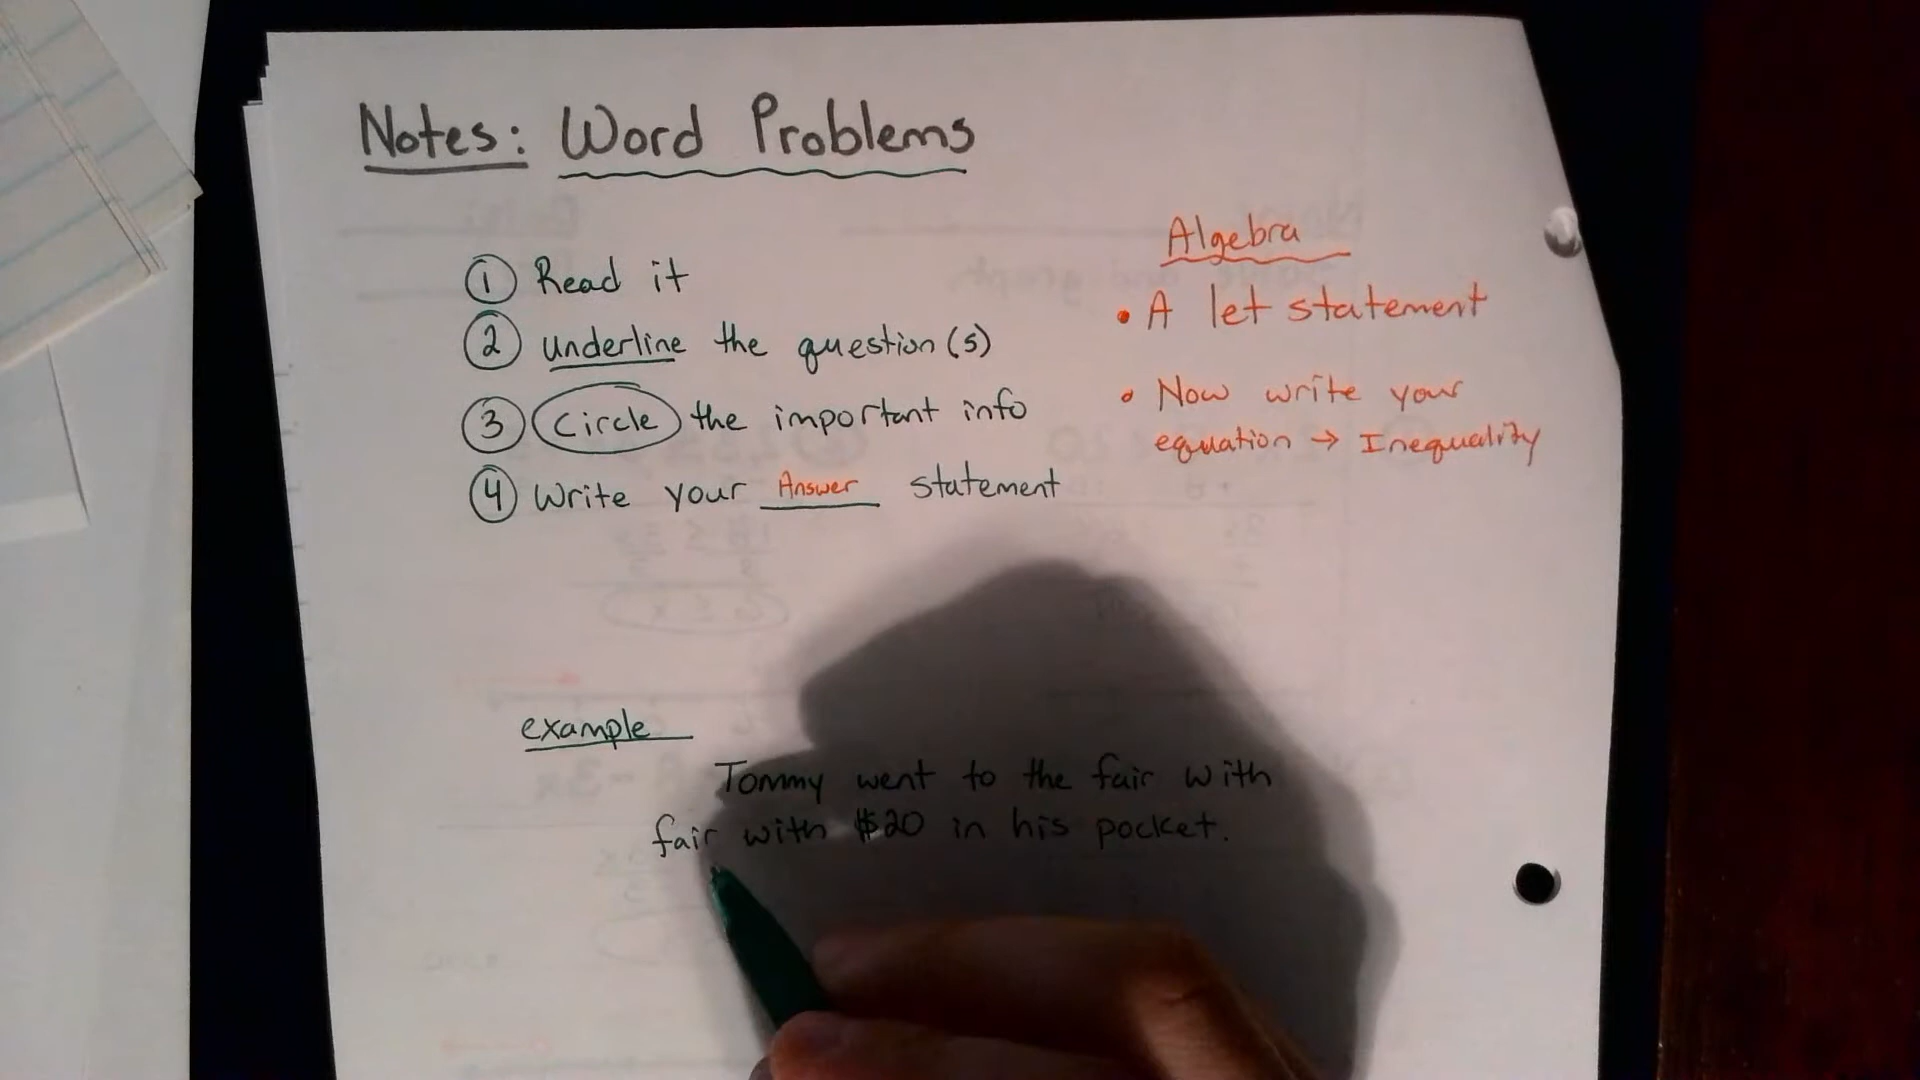 Notes: Word Problems
① Read it
② underline the question(s)
③ Circle the important info
④ Write your Answer statement
Algebra
• A let statement
• Now write your
equation → Inequality
example
Tommy went to the fair with
fair with $20 in his pocket.